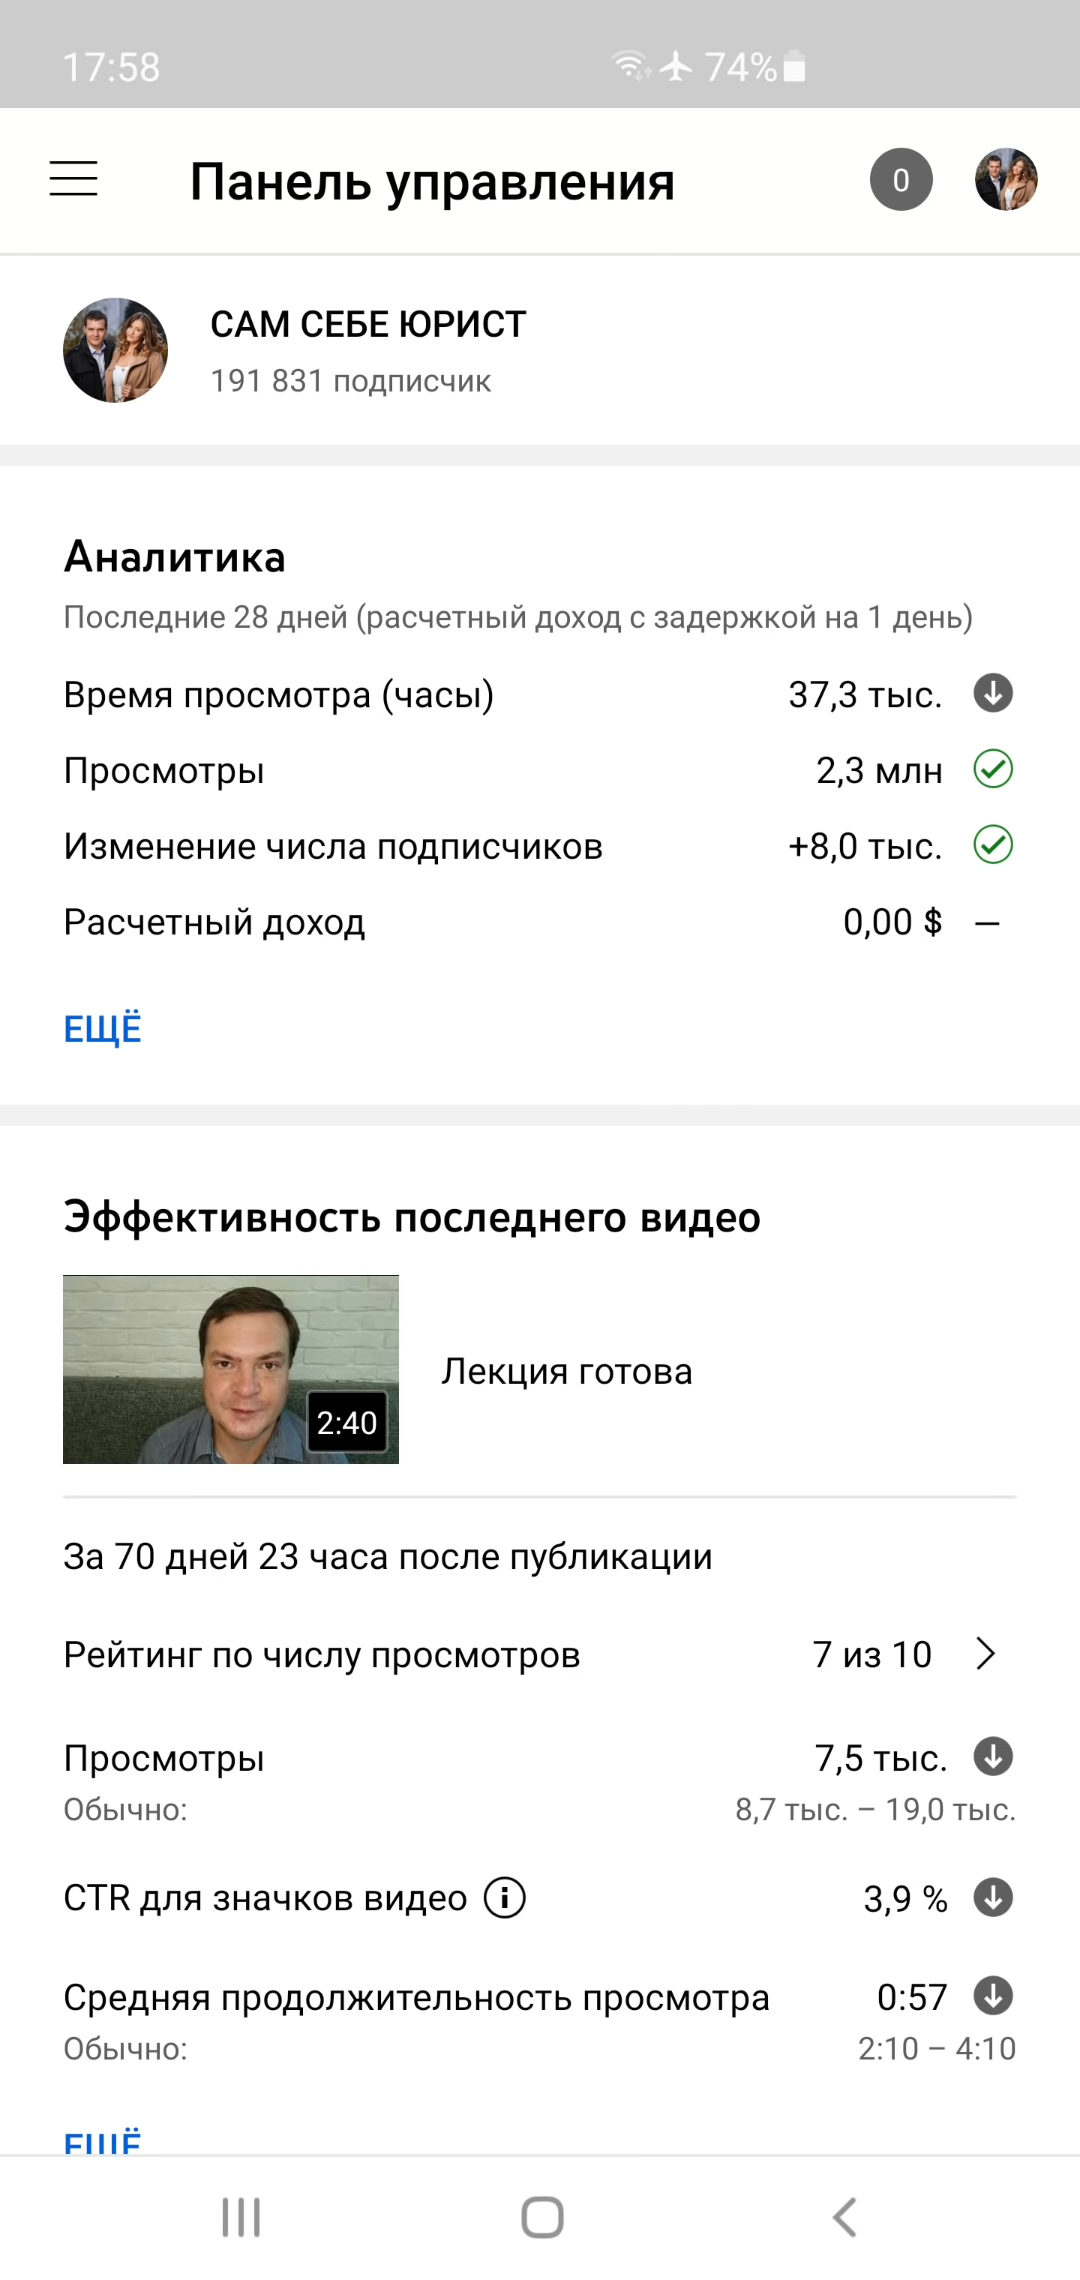 17:58
74%
Панель управления
0
САМ СЕБЕ ЮРИСТ
191 831 подписчик
Аналитика
Последние 28 дней (расчетный доход с задержкой на 1 день)
Время просмотра (часы) 37,3 тыс.
Просмотры 2,3 млн
Изменение числа подписчиков +8,0 тыс.
Расчетный доход 0,00 $ —
ЕЩЁ
Эффективность последнего видео
2:40
Лекция готова
За 70 дней 23 часа после публикации
Рейтинг по числу просмотров 7 из 10
Просмотры 7,5 тыс.
Обычно: 8,7 тыс. – 19,0 тыс.
CTR для значков видео 3,9 %
Средняя продолжительность просмотра 0:57
Обычно: 2:10 – 4:10
ЕЩЁ